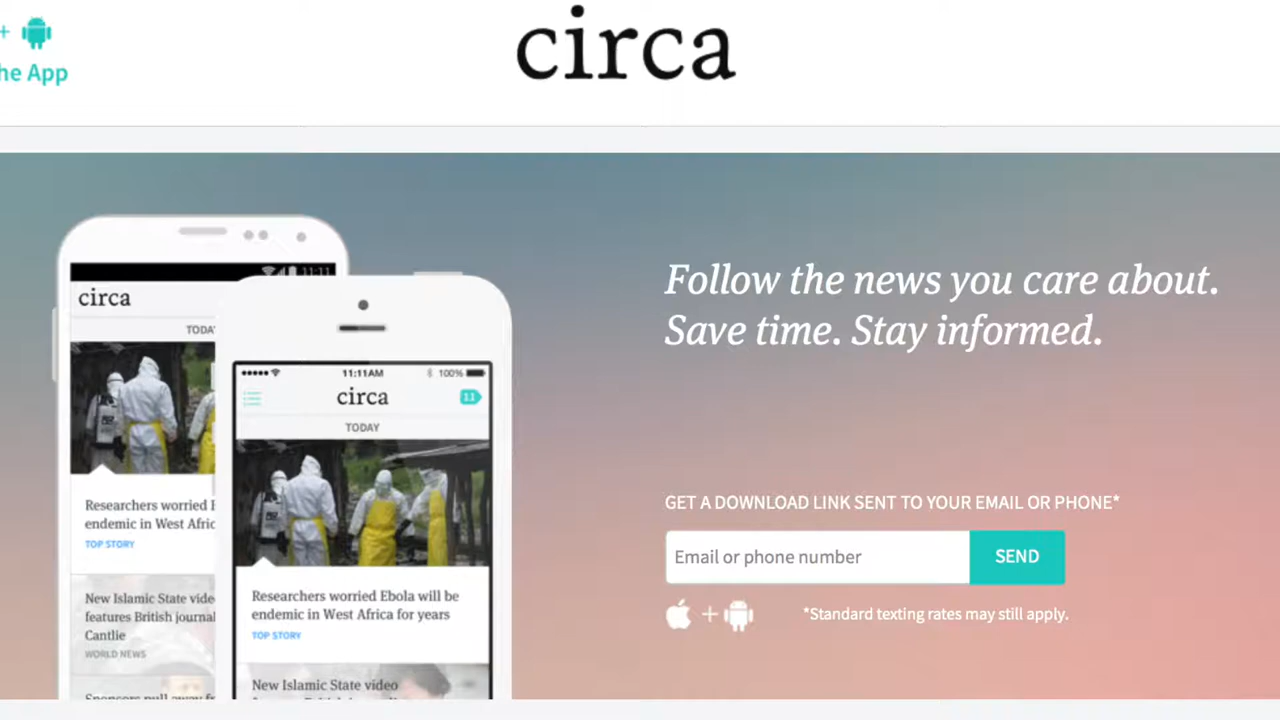 +
he App
circa
11:11
circa
TODA
Researchers worried
endemic in West Afric
TOP STORY
New Islamic State vide
features British journal
Cantlie
WORLD NEWS
11:11AM
100%
circa
11
TODAY
Researchers worried Ebola will be
endemic in West Africa for years
TOP STORY
New Islamic State video
Follow the news you care about.
Save time. Stay informed.
GET A DOWNLOAD LINK SENT TO YOUR EMAIL OR PHONE*
Email or phone number
SEND
+
*Standard texting rates may still apply.